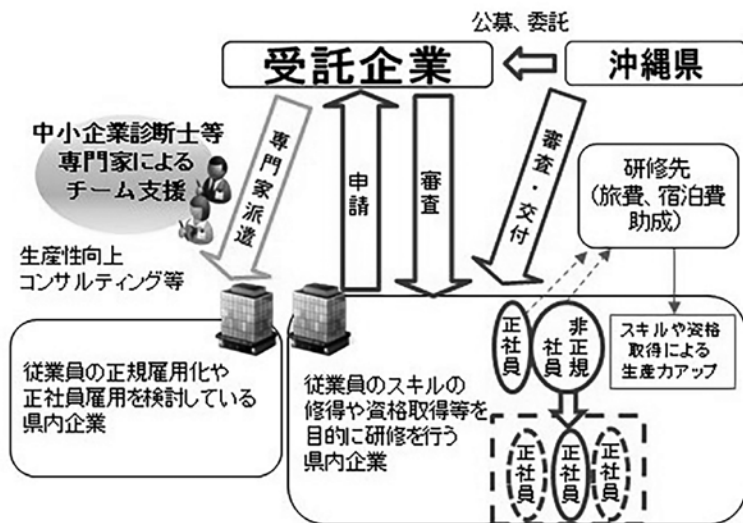 公募、委託
受託企業
沖縄県
中小企業診断士等
専門家による
チーム支援
専門家派遣
申請
審査
審査・交付
研修先
(旅費、宿泊費
助成)
生産性向上
コンサルティング等
従業員の正規雇用化や
正社員雇用を検討している
県内企業
従業員のスキルの
修得や資格取得等を
目的に研修を行う
県内企業
正社員
非正規
社員
スキルや資格
取得による
生産力アップ
正社員
正社員
正社員